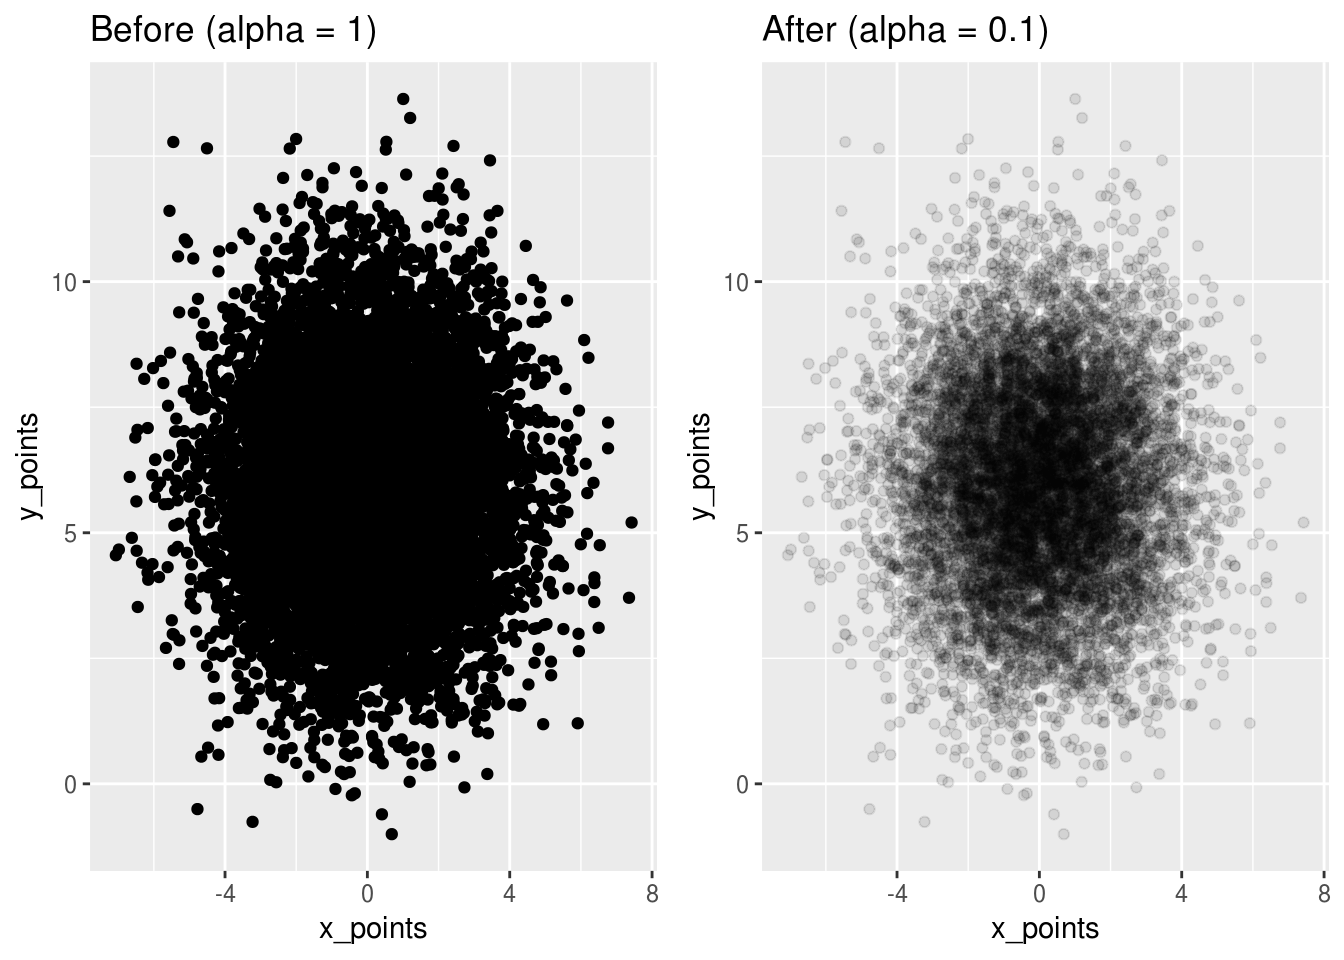 Before (alpha = 1)
y_points
10
5
0
-4
0
4
8
x_points
After (alpha = 0.1)
y_points
10
5
0
-4
0
4
8
x_points